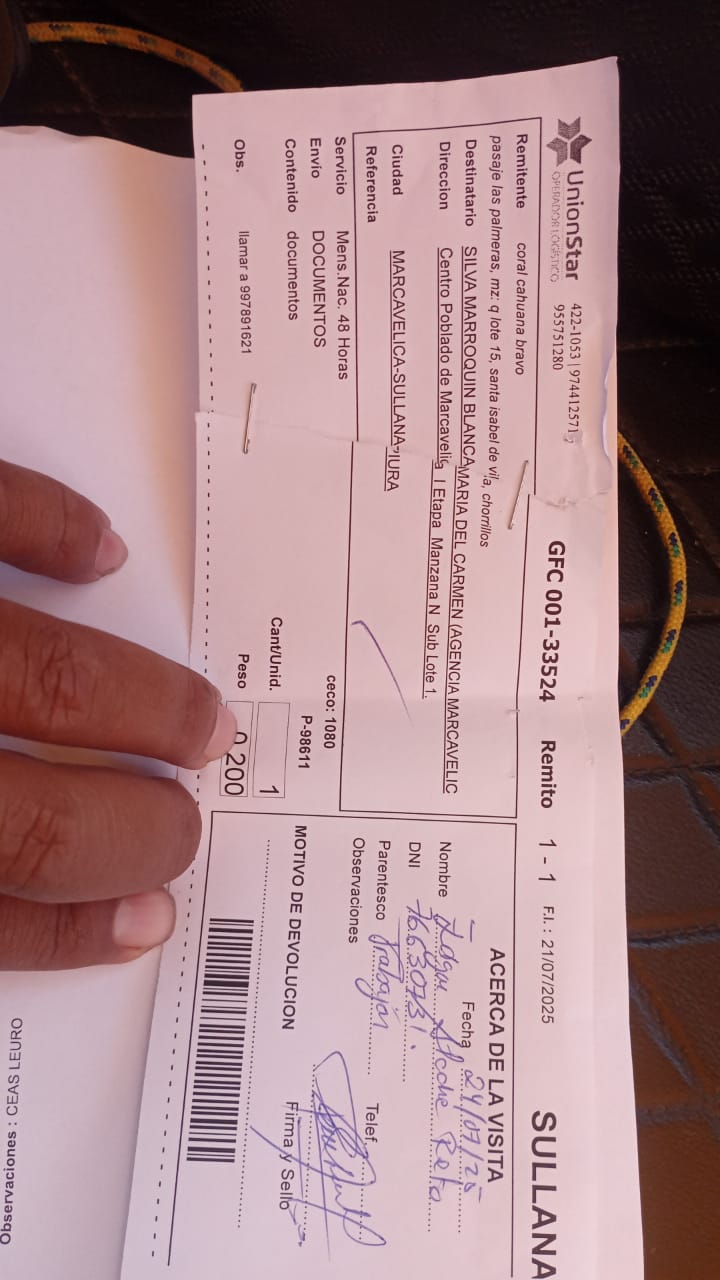 UnionStar
OPERADOR LOGÍSTICO
422-1053 | 974412571
955751280
GFC 001-33524 Remito 1 - 1 F.I.: 21/07/2025 SULLANA
Remitente coral cahuana bravo
pasaje las palmeras, mz: q lote 15, santa isabel de vila, chorrillos
Destinatario SILVA MARROQUIN BLANCA MARIA DEL CARMEN (AGENCIA MARCAVELIC
Direccion Centro Poblado de Marcavelic I Etapa Manzana N Sub Lote 1.
Ciudad MARCAVELICA-SULLANA-PIURA
Referencia
Servicio Mens.Nac. 48 Horas
Envío DOCUMENTOS
Contenido documentos
Obs. llamar a 997891621
ceco: 1080
P-98611
Cant/Unid. 1
Peso 0.200
ACERCA DE LA VISITA
Fecha 24/07/25
Nombre
DNI 76630731.
Parentesco Trabajor
Telef.
Observaciones
MOTIVO DE DEVOLUCION
Firma y Sello
Observaciones : CEAS LEURO